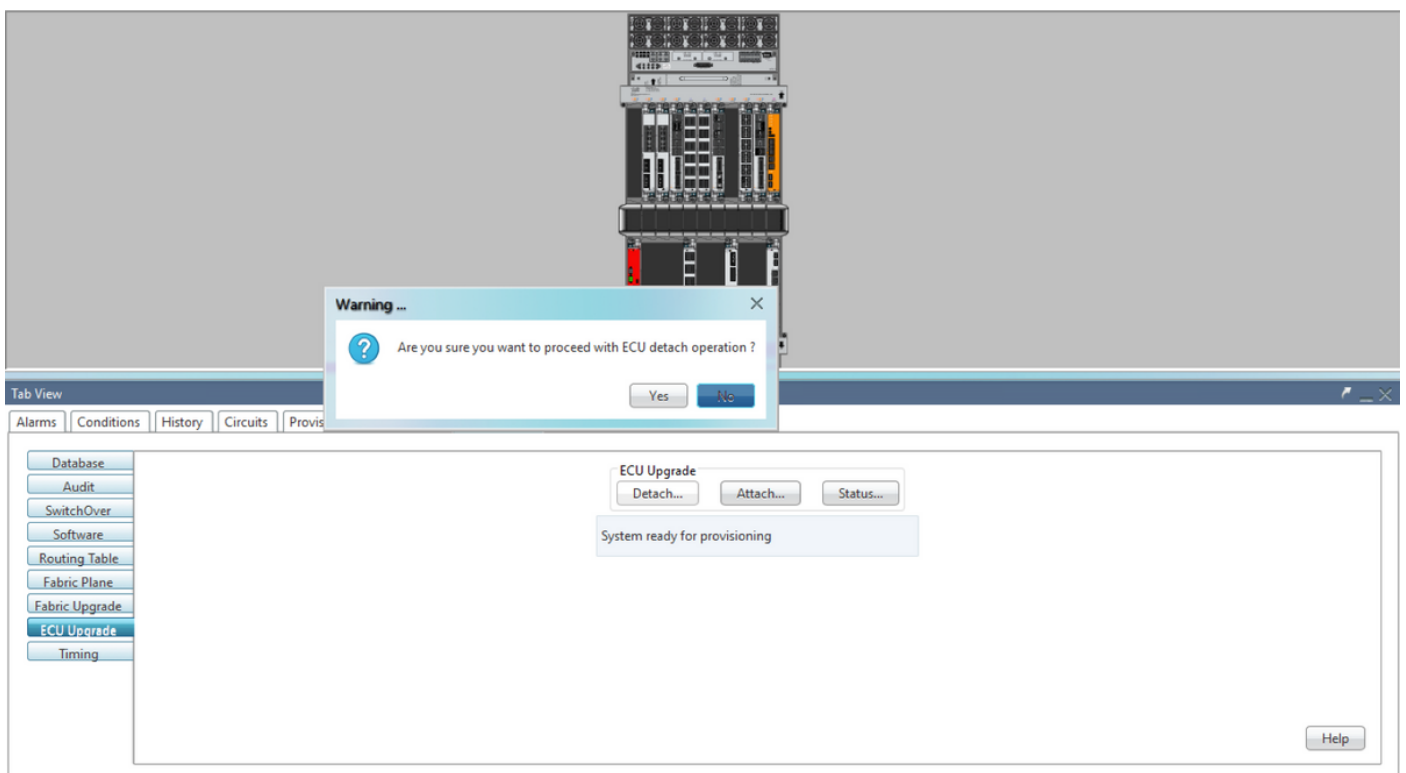 Warning ...
Are you sure you want to proceed with ECU detach operation ?
Yes
No
Tab View
Alarms
Conditions
History
Circuits
Provis
Database
Audit
SwitchOver
Software
Routing Table
Fabric Plane
Fabric Upgrade
ECU Upgrade
Timing
ECU Upgrade
Detach...
Attach...
Status...
System ready for provisioning
Help